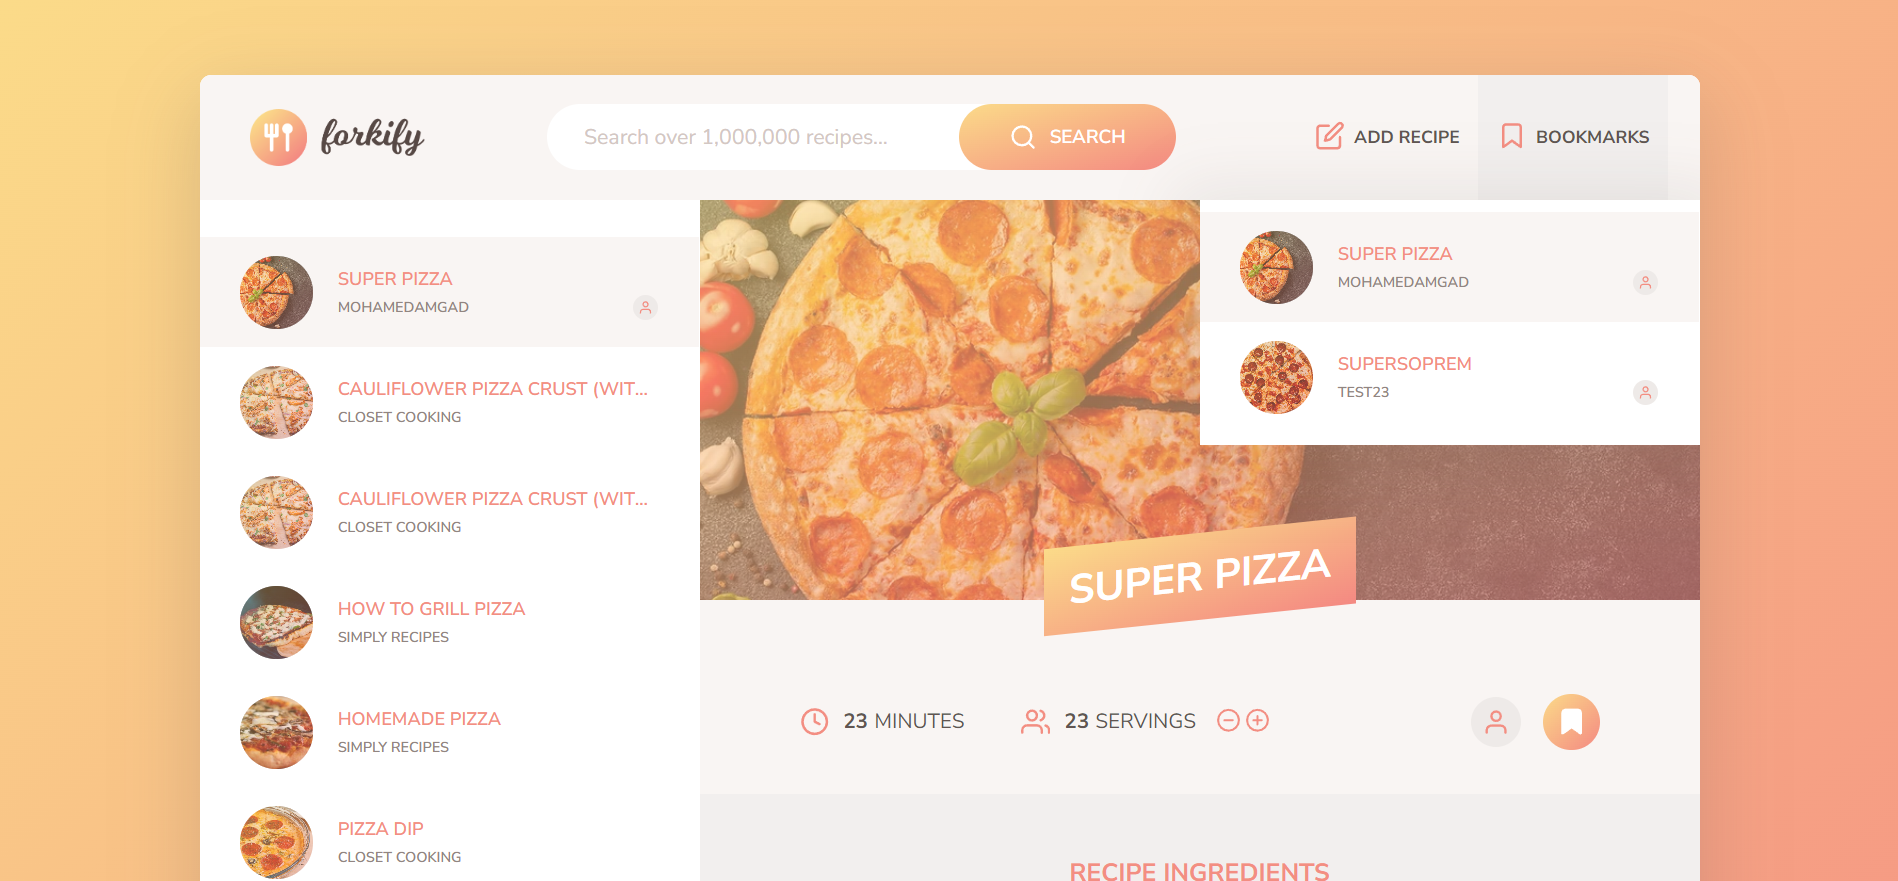 forkify
Search over 1,000,000 recipes...
SEARCH
ADD RECIPE
BOOKMARKS
SUPER PIZZA
MOHAMEDAMGAD
CAULIFLOWER PIZZA CRUST (WIT...
CLOSET COOKING
CAULIFLOWER PIZZA CRUST (WIT...
CLOSET COOKING
HOW TO GRILL PIZZA
SIMPLY RECIPES
HOMEMADE PIZZA
SIMPLY RECIPES
PIZZA DIP
CLOSET COOKING
SUPER PIZZA
MOHAMEDAMGAD
SUPERSOPREM
TEST23
SUPER PIZZA
23 MINUTES
23 SERVINGS
RECIPE INGREDIENTS